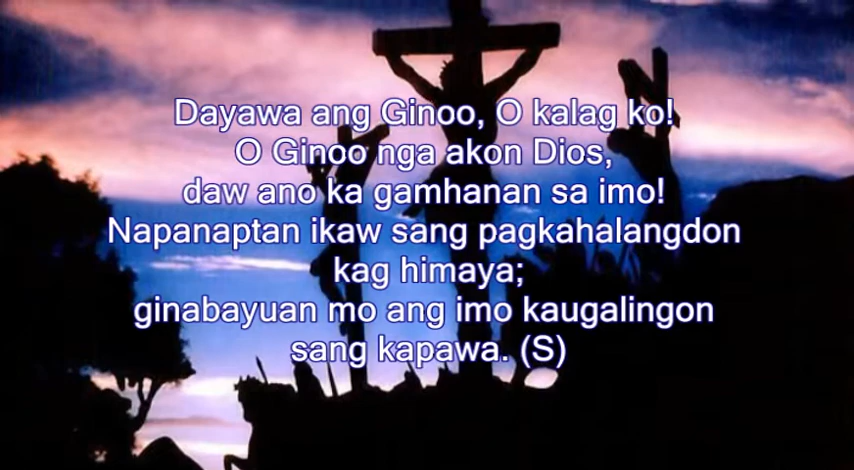 Dayawa ang Ginoo, O kalag ko!
O Ginoo nga akon Dios,
daw ano ka gamhanan sa imo!
Napanaptan ikaw sang pagkahalangdon
kag himaya;
ginabayuan mo ang imo kaugalingon
sang kapawa. (S)